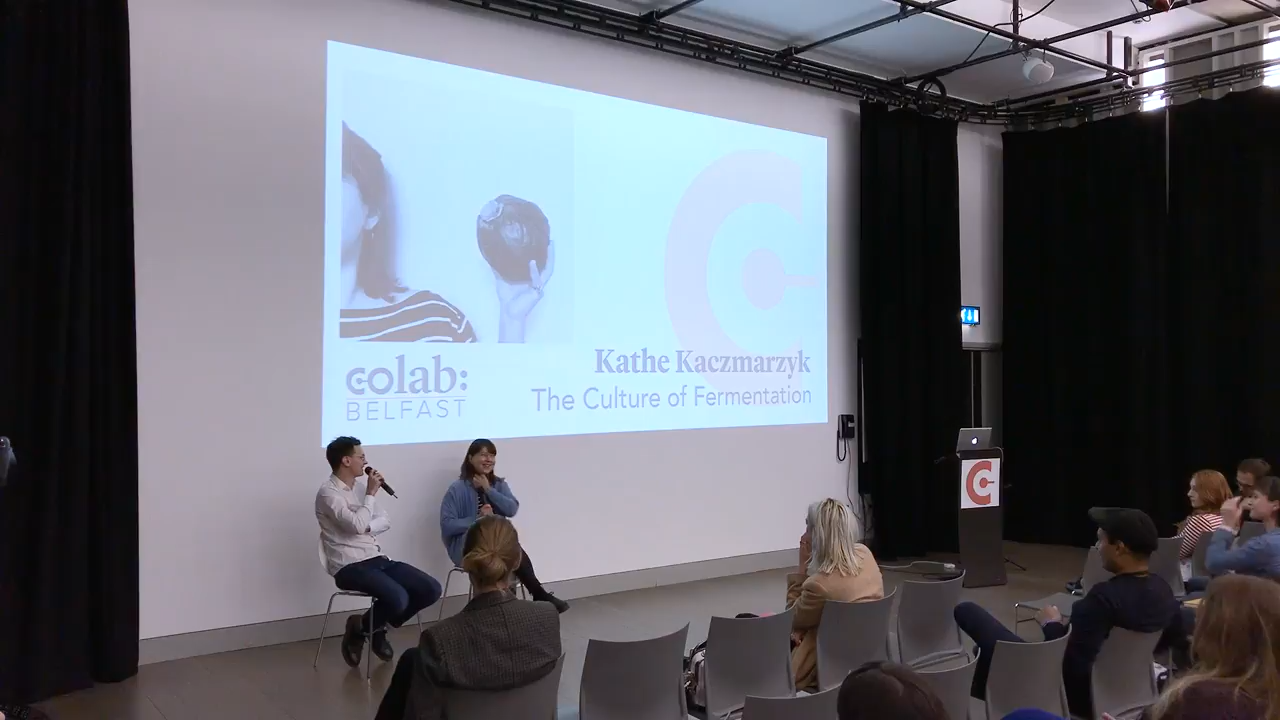 colab:
BELFAST
Kathe Kaczmarzyk
The Culture of Fermentation